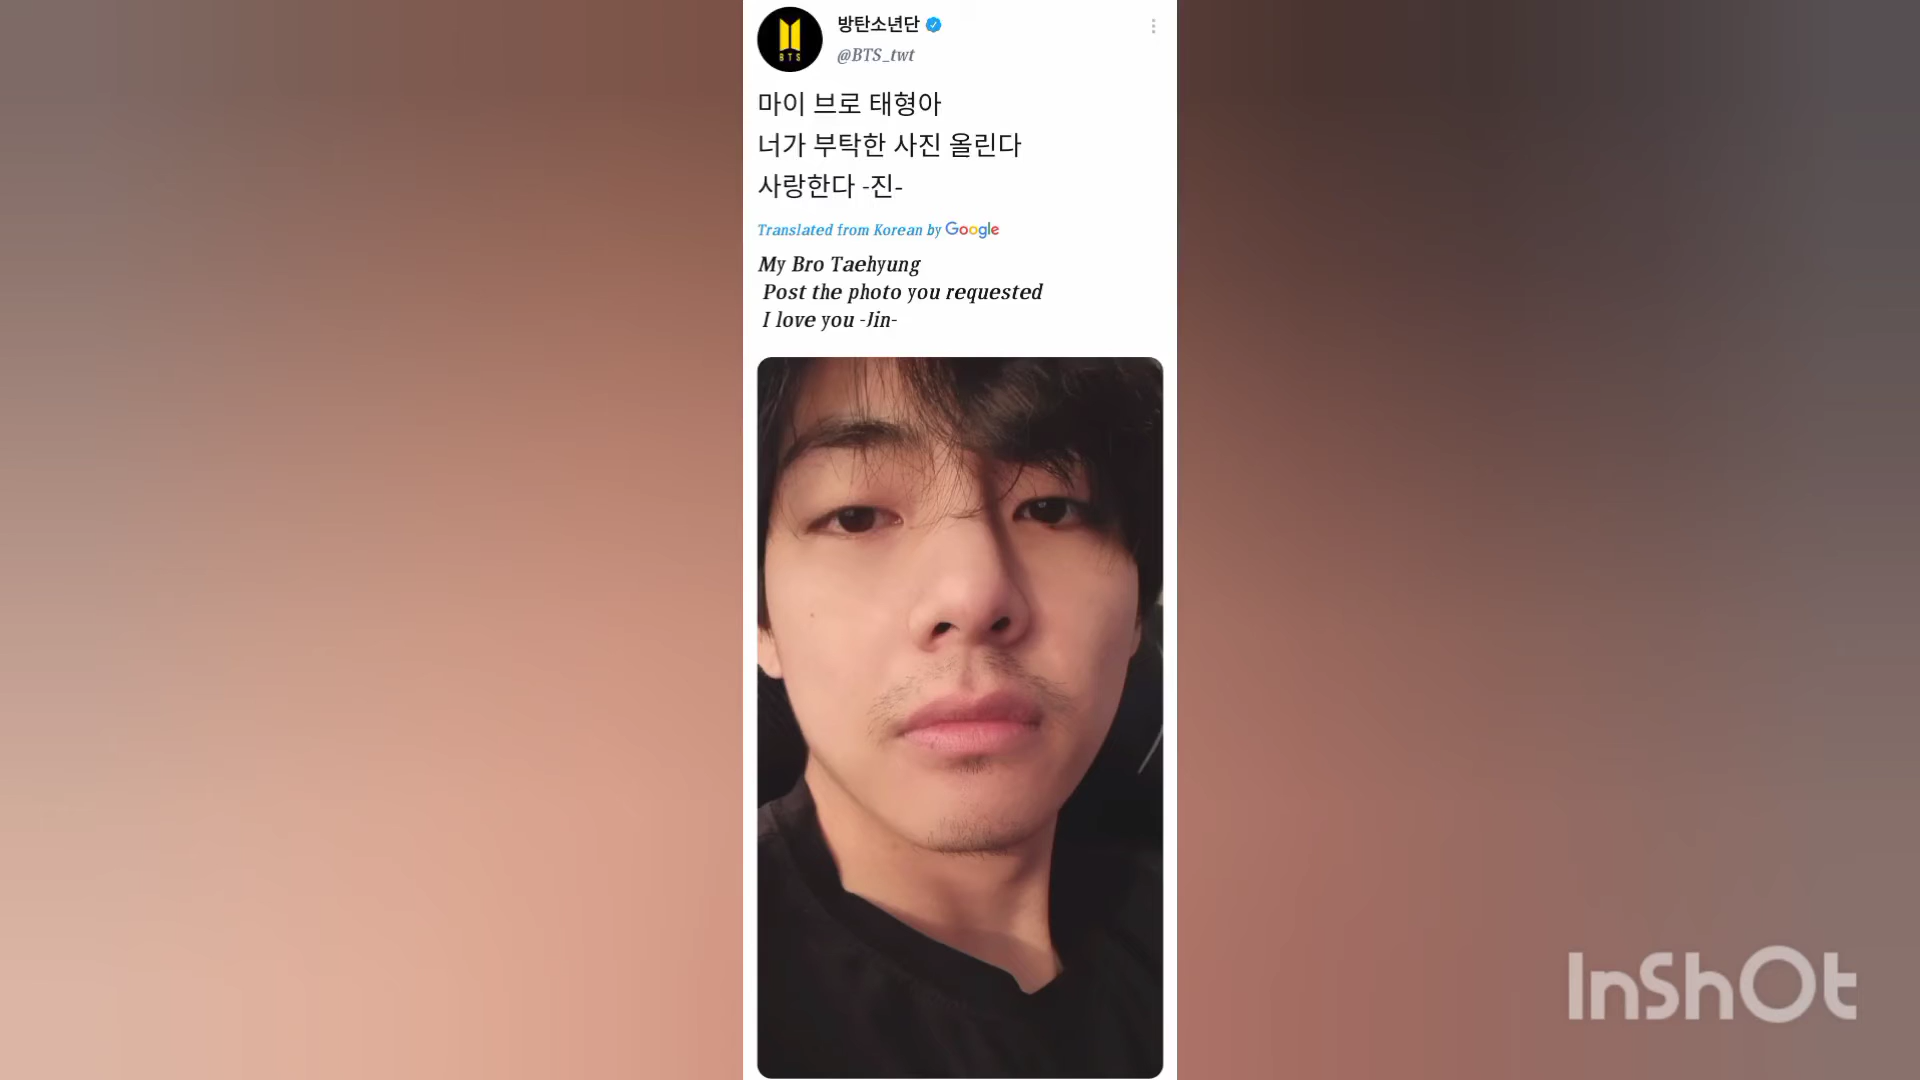 방탄소년단
@BTS_twt
BTS
마이 브로 태형아
너가 부탁한 사진 올린다
사랑한다 -진-
Translated from Korean by Google
My Bro Taehyung
Post the photo you requested
I love you -Jin-
InShOt